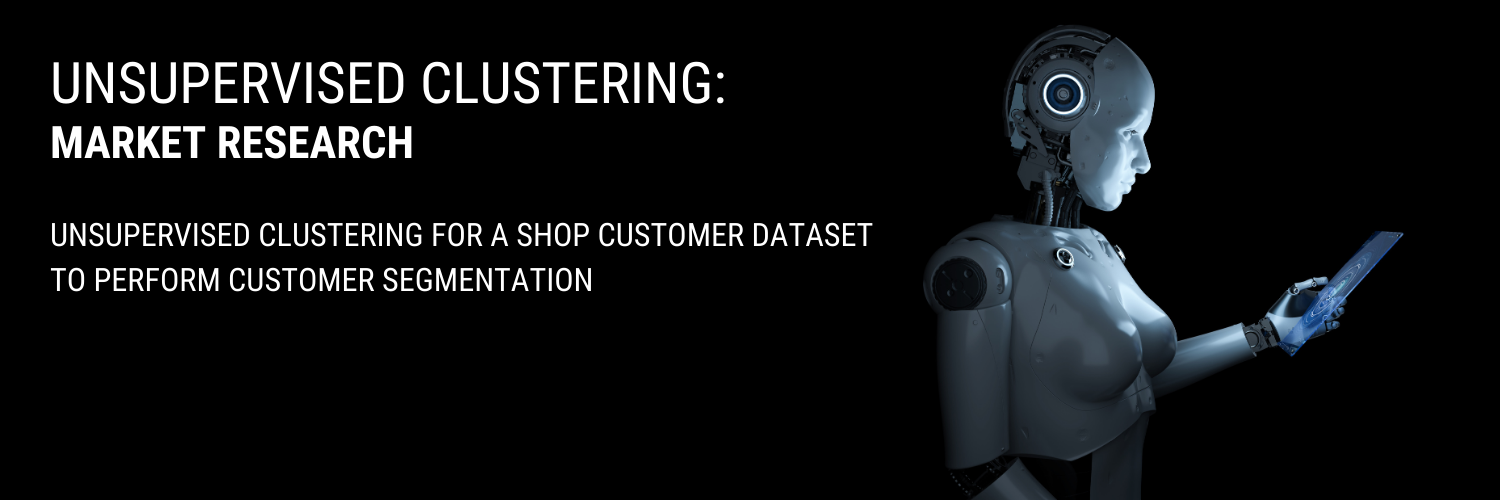 UNSUPERVISED CLUSTERING:
MARKET RESEARCH
UNSUPERVISED CLUSTERING FOR A SHOP CUSTOMER DATASET
TO PERFORM CUSTOMER SEGMENTATION